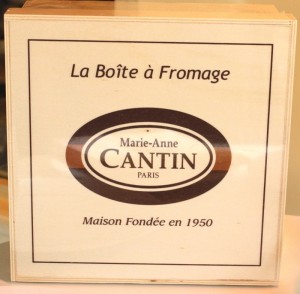 La Boîte à Fromage
Marie-Anne
CANTIN
PARIS
Maison Fondée en 1950